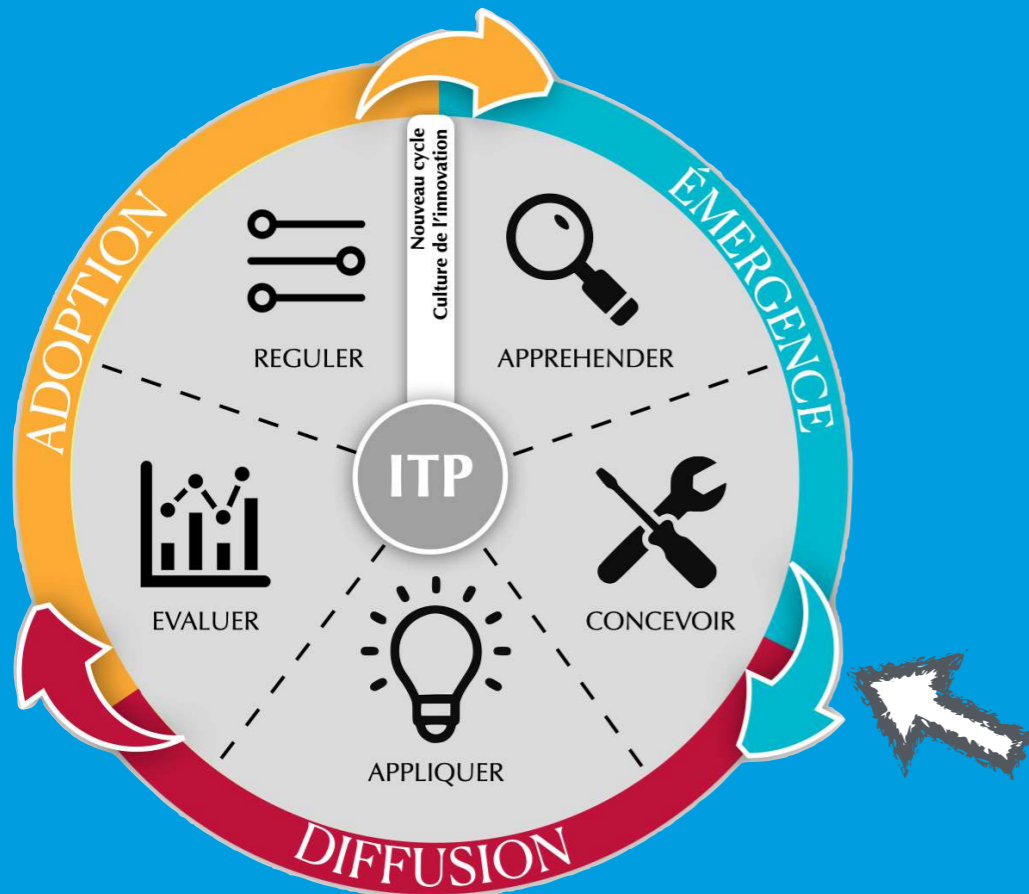 Nouveau cycle
Culture de l'innovation
ÉMERGENCE
ADOPTION
REGULER
APPREHENDER
ITP
EVALUER
CONCEVOIR
APPLIQUER
DIFFUSION